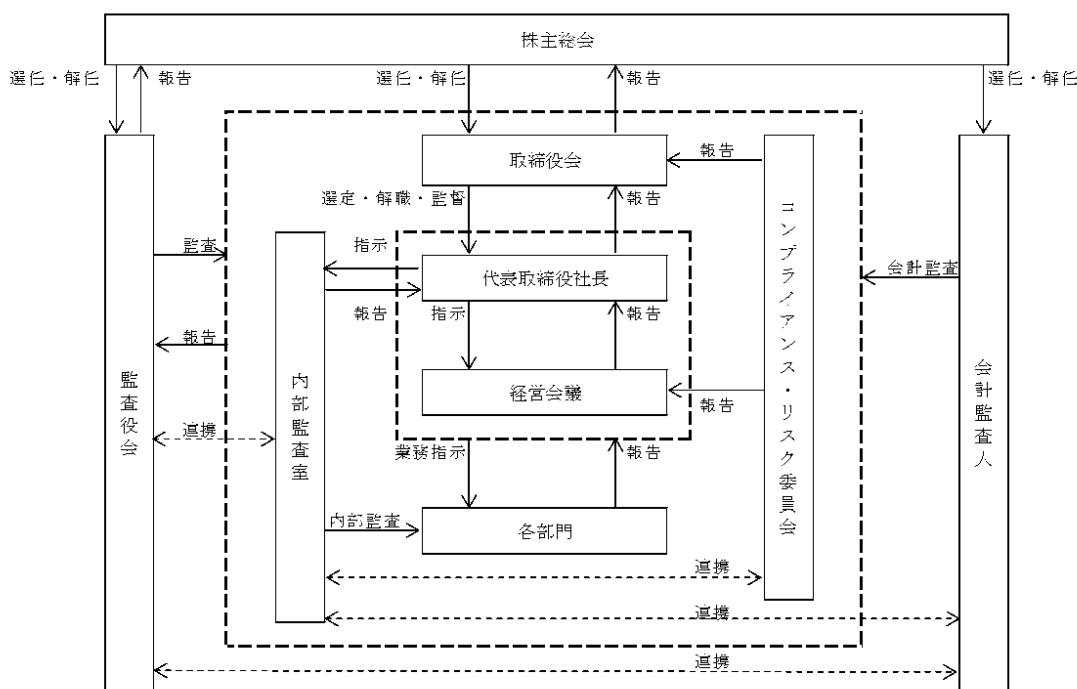 株主総会
選任・解任
報告
選任・解任
報告
選任・解任
取締役会
報告
選定・解職・監督
報告
監査
指示
代表取締役社長
会計監査
報告
指示
報告
報告
経営会議
報告
監査役会
内部監査室
コンプライアンス・リスク委員会
会計監査人
連携
業務指示
報告
内部監査
各部門
連携
連携
連携